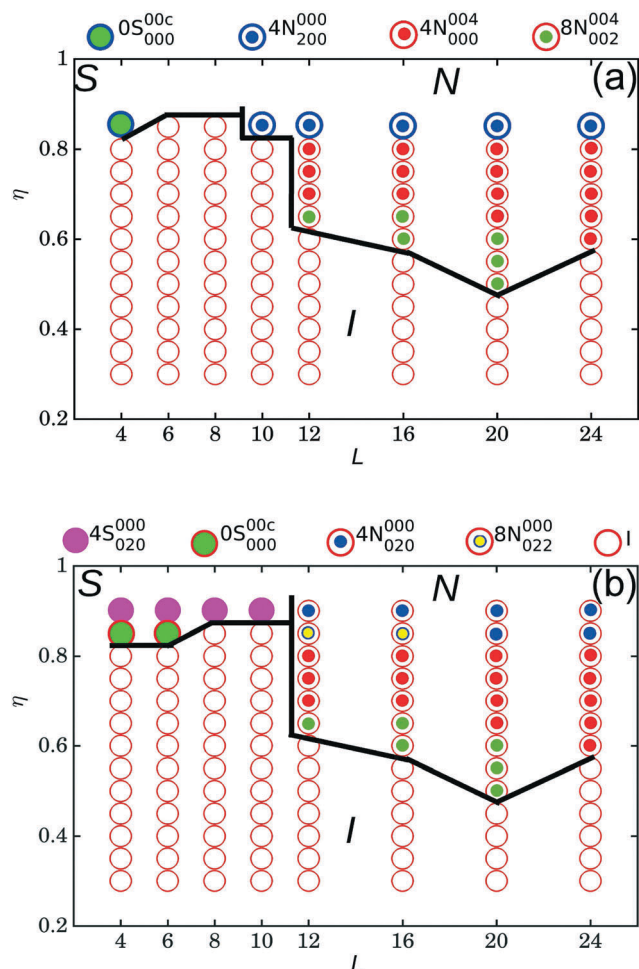 0S^{00c}_{000} 4N^{000}_{200} 4N^{004}_{000} 8N^{004}_{002}
1 S N (a)
0.8
η
0.6
I
0.4
0.2
4 6 8 10 12 16 20 24
L
4S^{000}_{020} 0S^{00c}_{000} 4N^{000}_{020} 8N^{000}_{022} I
1 S N (b)
0.8
η
0.6
I
0.4
0.2
4 6 8 10 12 16 20 24
L